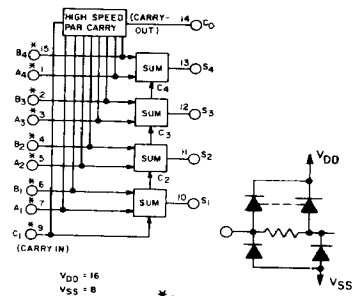 HIGH SPEED PAR CARRY (CARRY-OUT) 14 C0
* B4 15
13 S4
SUM
* A4 1
C4
* B3 2
12 S3
SUM
* A3 3
C3
B2 4
11 S2
SUM
* A2 5
C2
B1 * 6
10 S1
SUM
A1 * 7
C1 * 9
(CARRY IN)
VDD
VSS
VDD = 16
VSS = 8
*